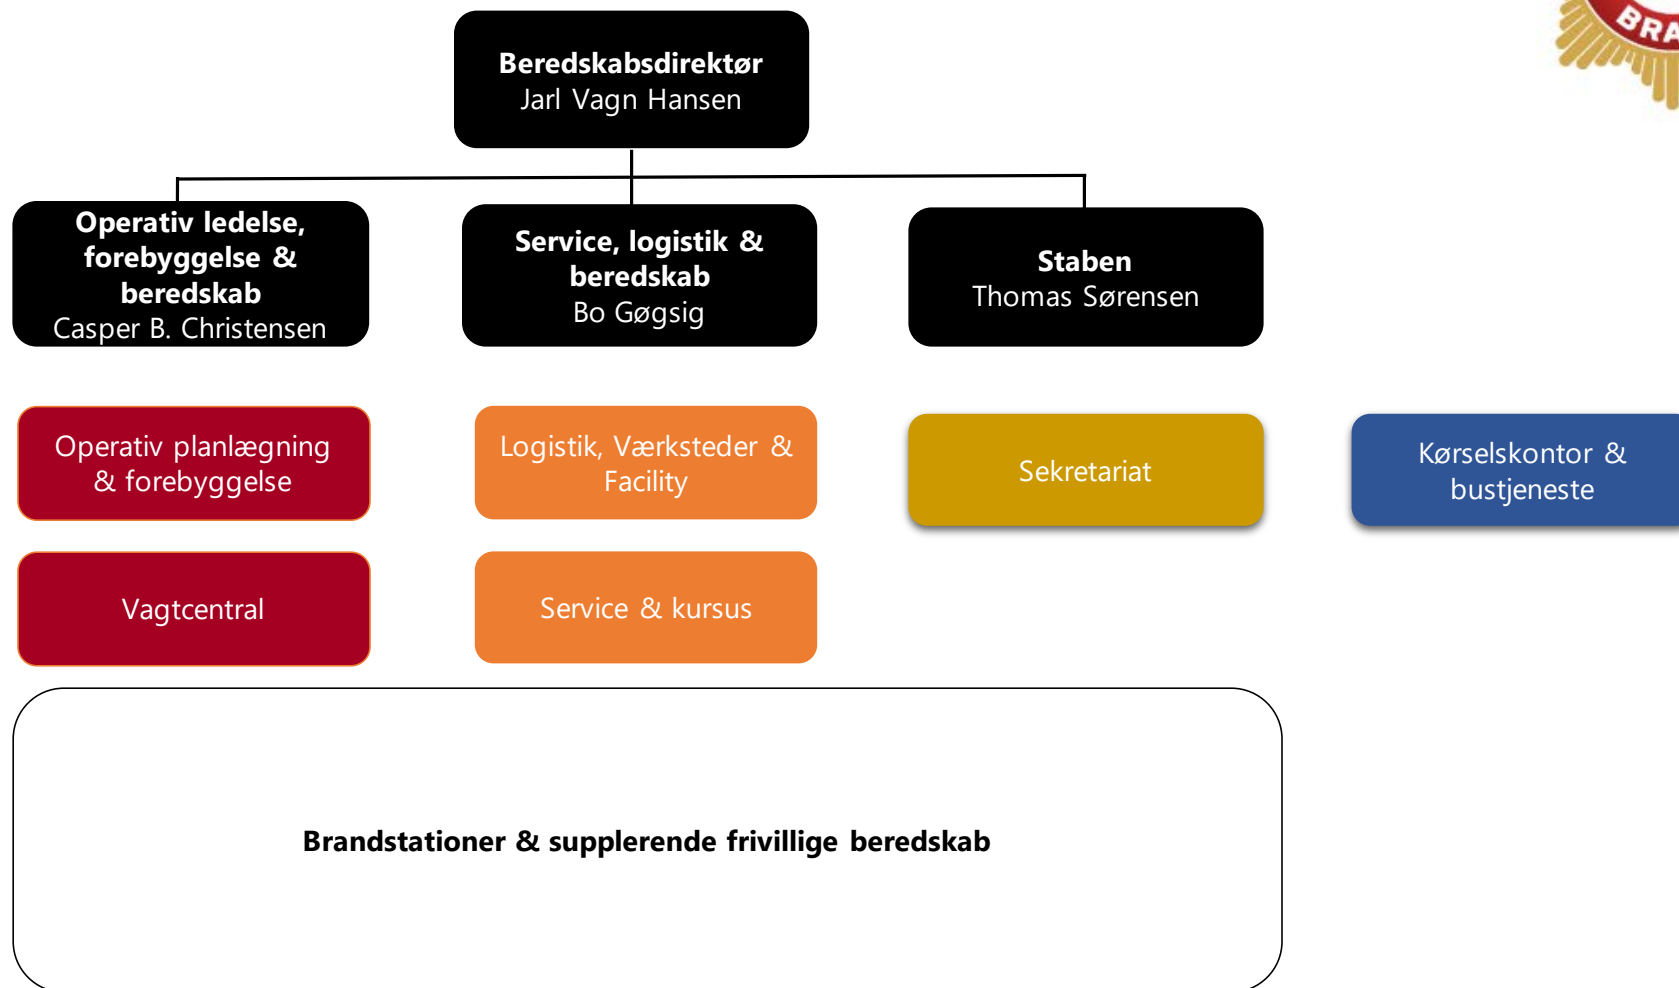 Beredskabsdirektør
Jarl Vagn Hansen
Operativ ledelse,
forebyggelse &
beredskab
Casper B. Christensen
Service, logistik &
beredskab
Bo Gøgsig
Staben
Thomas Sørensen
Operativ planlægning
& forebyggelse
Logistik, Værksteder &
Facility
Sekretariat
Kørselskontor &
bustjeneste
Vagtcentral
Service & kursus
Brandstationer & supplerende frivillige beredskab